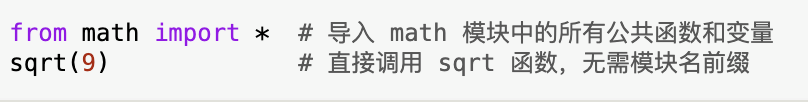 from math import *  # 导入 math 模块中的所有公共函数和变量
sqrt(9)             # 直接调用 sqrt 函数，无需模块名前缀